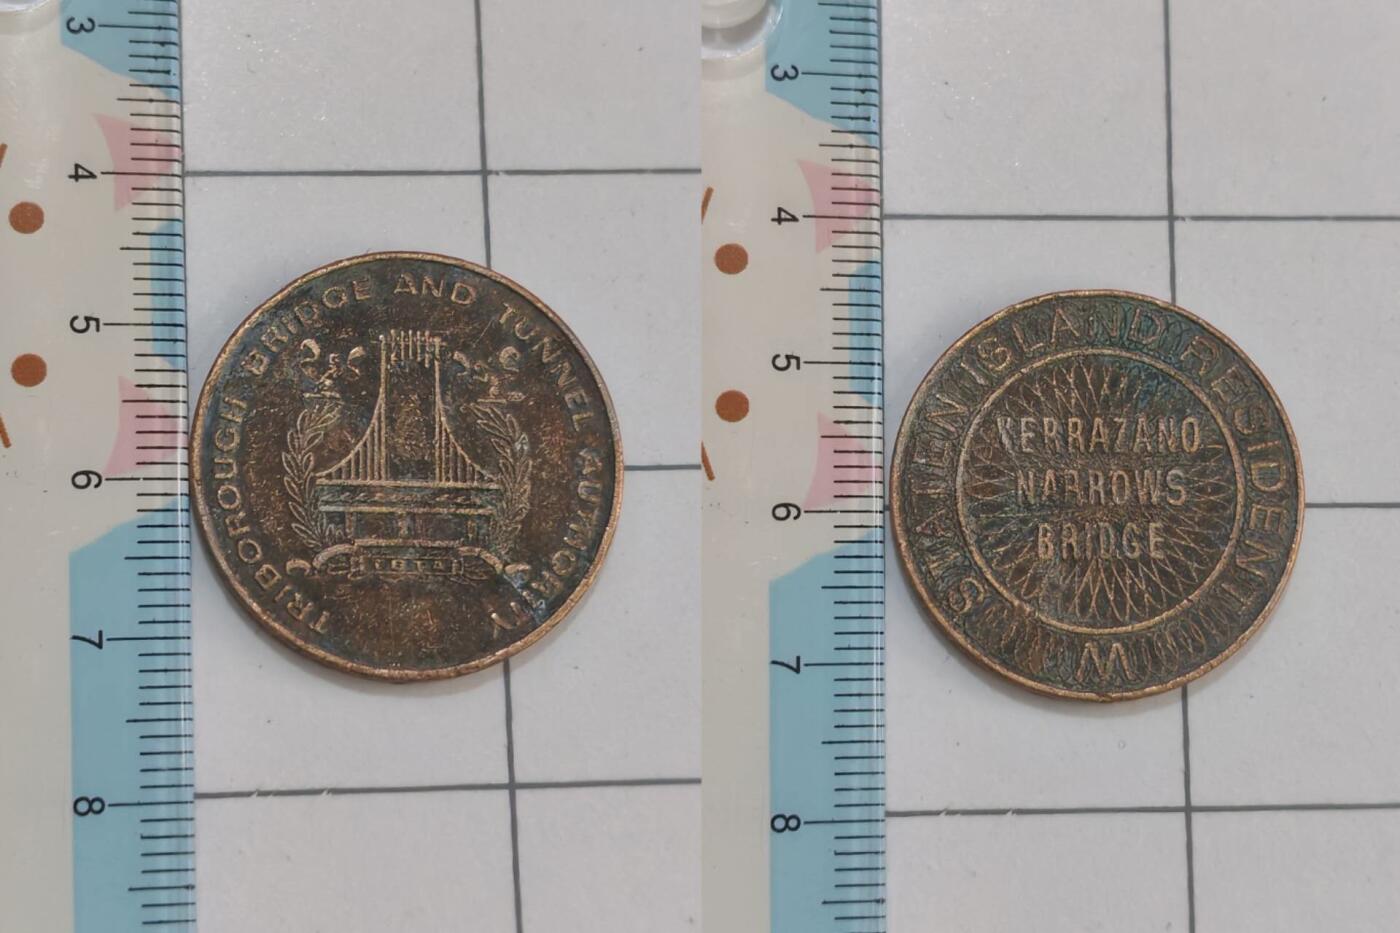 3
4
5
6
7
8
TRIBOROUGH BRIDGE AND TUNNEL AUTHORITY
TBTA
3
4
5
6
7
8
STATEN ISLAND RESIDENT
VERRAZANO
NARROWS
BRIDGE
W